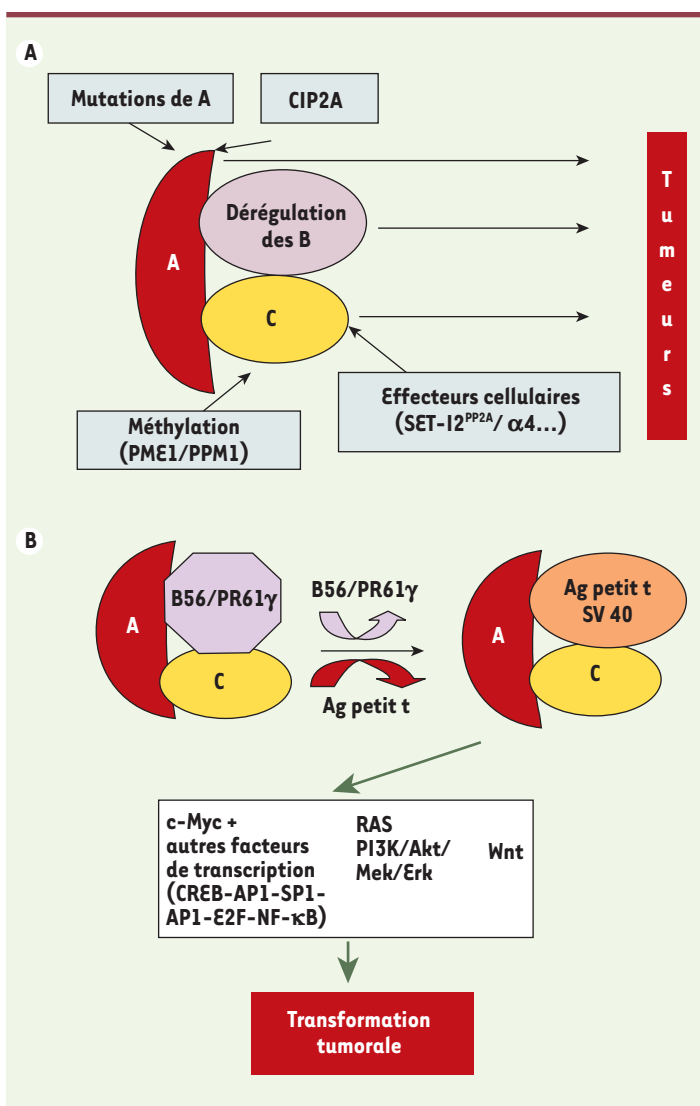 A
Mutations de A
CIP2A
Dérégulation
des B
A
C
Tumeurs
Effecteurs cellulaires
(SET-I2PP2A/ α4...)
Méthylation
(PME1/PPM1)
B
B56/PR61γ
A
C
B56/PR61γ
Ag petit t
Ag petit t
SV 40
A
C
c-Myc +
autres facteurs
de transcription
(CREB-AP1-SP1-
AP1-E2F-NF-κB)
RAS
PI3K/Akt/
Mek/Erk
Wnt
Transformation
tumorale